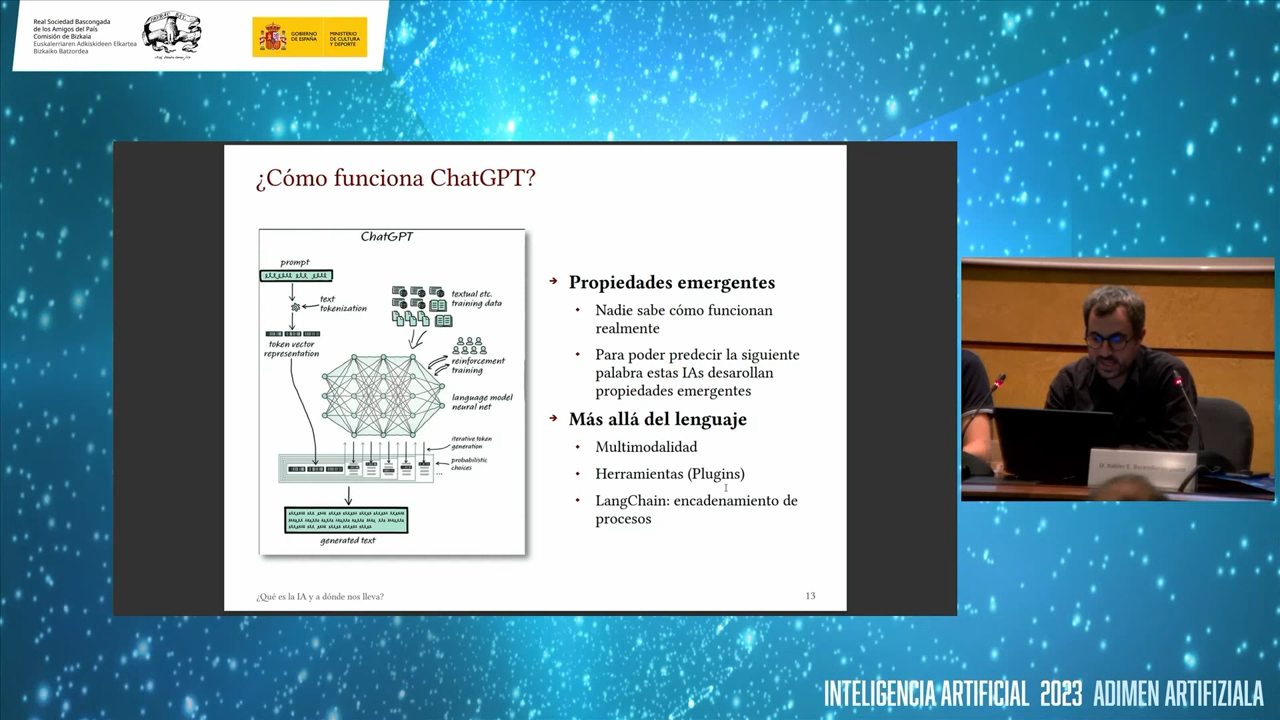 Real Sociedad Bascongada
de los Amigos del País
Comisión de Bizkaia
Euskalerriaren Adkiskideen Elkartea
Bizkaiko Batzordea
GOBIERNO
DE ESPAÑA
MINISTERIO
DE CULTURA
Y DEPORTE
¿Cómo funciona ChatGPT?
ChatGPT
prompt
text
tokenization
token vector
representation
textual etc.
training data
reinforcement
training
language model
neural net
iterative token
generation
probabilistic
choices
...
generated text
Propiedades emergentes
Nadie sabe cómo funcionan
realmente
Para poder predecir la siguiente
palabra estas IAs desarollan
propiedades emergentes
Más allá del lenguaje
Multimodalidad
Herramientas (Plugins)
LangChain: encadenamiento de
procesos
¿Qué es la IA y a dónde nos lleva?
13
INTELIGENCIA ARTIFICIAL 2023 ADIMEN ARTIFIZIALA